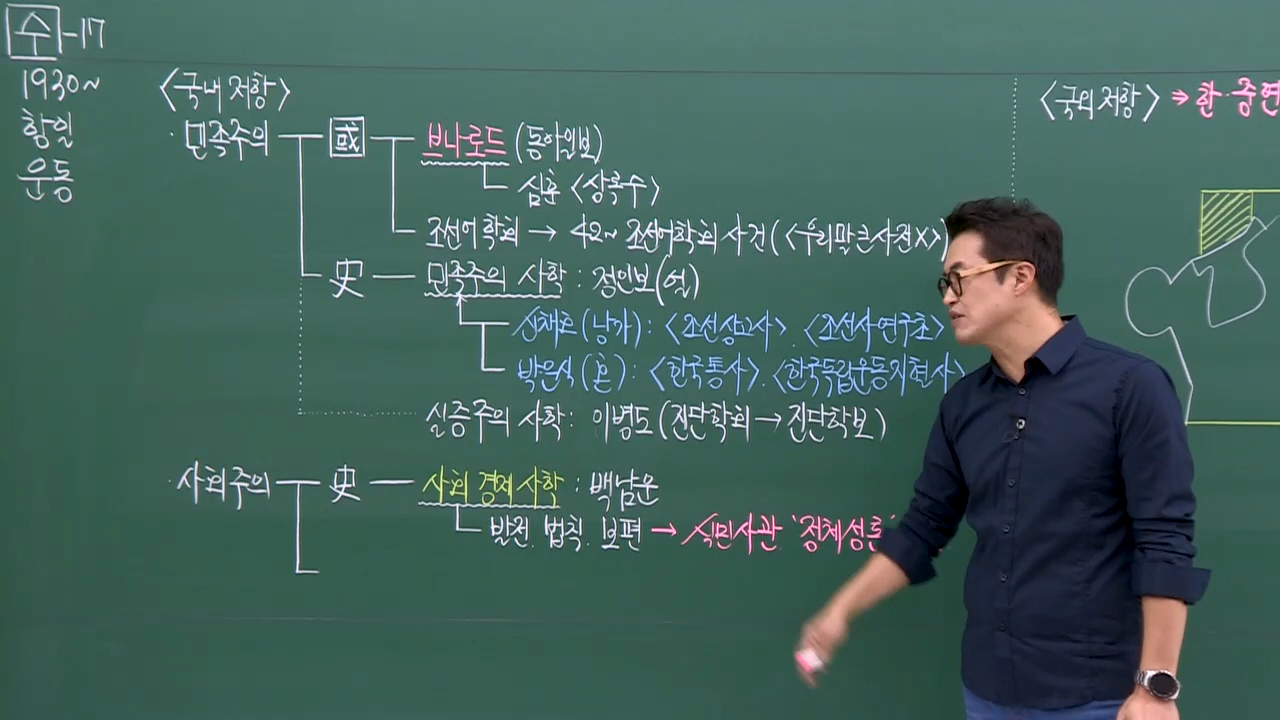 수-17
1930~
항일
운동
<국내 저항>
· 민족주의 國 브나로드 (동아일보)
심훈 <상록수>
조선어학회 → 42~ 조선어학회 사건 (<우리말 큰 사전 X>)
史 민족주의 사학 : 정인보(얼)
신채호(낭가) : <조선상고사>. <조선사연구초>
박은식(혼) : <한국통사>. <한국독립운동지혈사>
실증주의 사학 : 이병도 (진단학회 → 진단학보)
· 사회주의 史 사회 경제 사학 : 백남운
발전. 법칙. 보편 → 식민사관 '정체성론'
<국외 저항> → 한·중 연